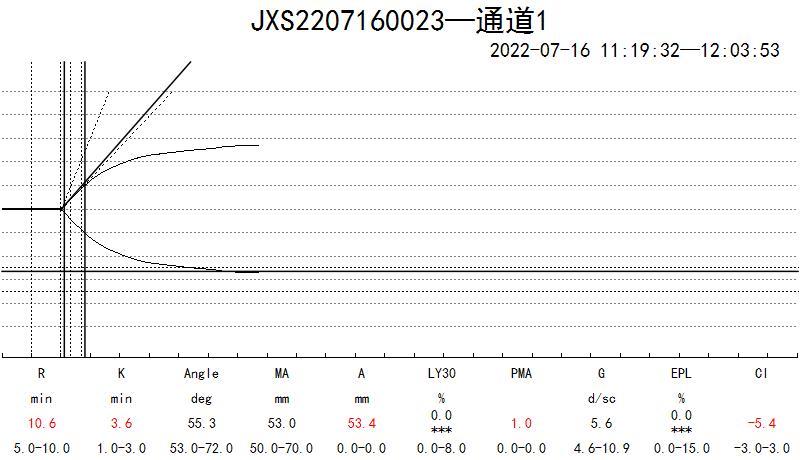 JXS2207160023—通道1
2022-07-16 11:19:32—12:03:53
R K Angle MA A LY30 PMA G EPL CI
min min deg mm mm % d/sc %
10.6 3.6 55.3 53.0 53.4 0.0 1.0 5.6 0.0 -5.4
*** ***
5.0-10.0 1.0-3.0 53.0-72.0 50.0-70.0 0.0-0.0 0.0-8.0 0.0-0.0 4.6-10.9 0.0-15.0 -3.0-3.0